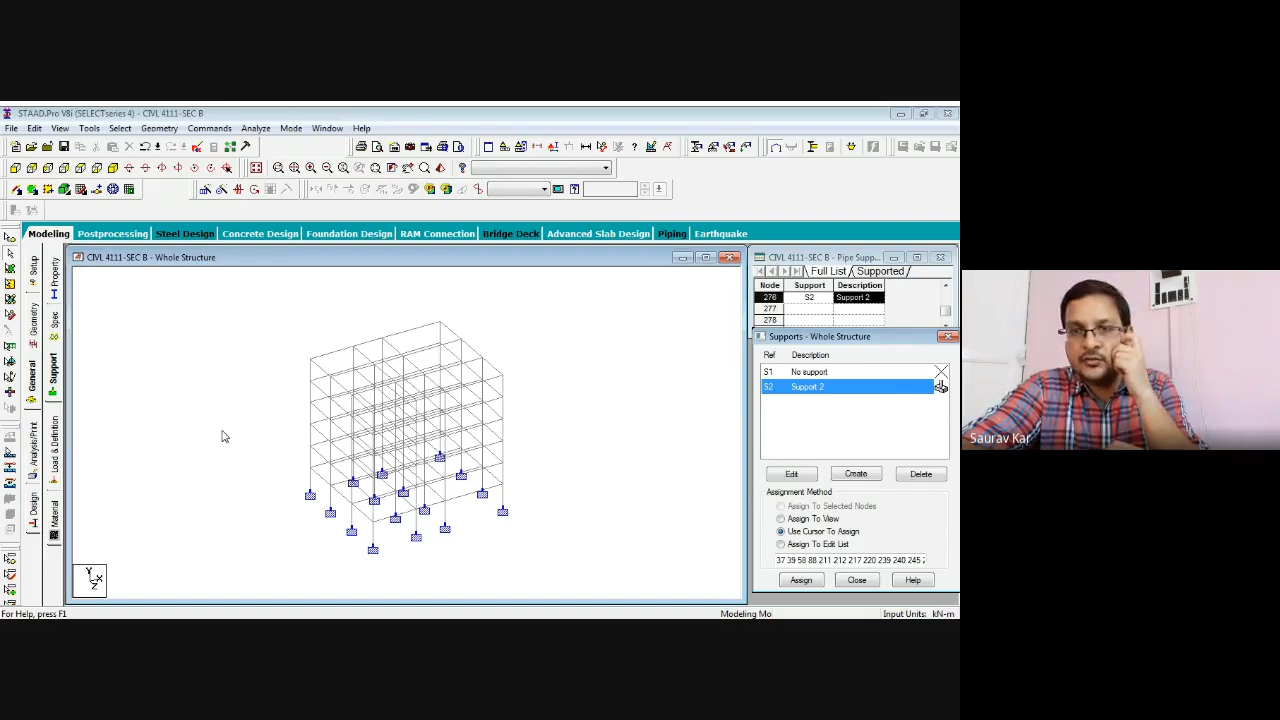 STAAD.Pro V8i (SELECTseries 4) - CIVL 4111-SEC B
File Edit View Tools Select Geometry Commands Analyze Mode Window Help
Modeling Postprocessing Steel Design Concrete Design Foundation Design RAM Connection Bridge Deck Advanced Slab Design Piping Earthquake
CIVL 4111-SEC B - Whole Structure
Setup
Geometry
General
Analysis/Print
Design
Property
Spec
Support
Load & Definition
Material
Y
X
Z
CIVL 4111-SEC B - Pipe Supp...
Full List Supported
Node Support Description
276 S2 Support 2
277
278
Supports - Whole Structure
Ref Description
S1 No support
S2 Support 2
Edit Create Delete
Assignment Method
Assign To Selected Nodes
Assign To View
Use Cursor To Assign
Assign To Edit List
37 39 58 88 211 212 217 220 239 240 245
Assign Close Help
For Help, press F1
Modeling Mo
Input Units: kN-m
Saurav Kar